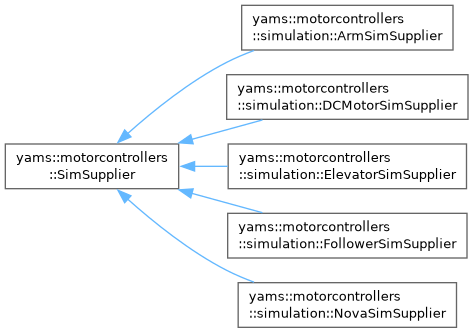 yams::motorcontrollers
::simulation::ArmSimSupplier
yams::motorcontrollers
::simulation::DCMotorSimSupplier
yams::motorcontrollers
::SimSupplier
yams::motorcontrollers
::simulation::ElevatorSimSupplier
yams::motorcontrollers
::simulation::FollowerSimSupplier
yams::motorcontrollers
::simulation::NovaSimSupplier